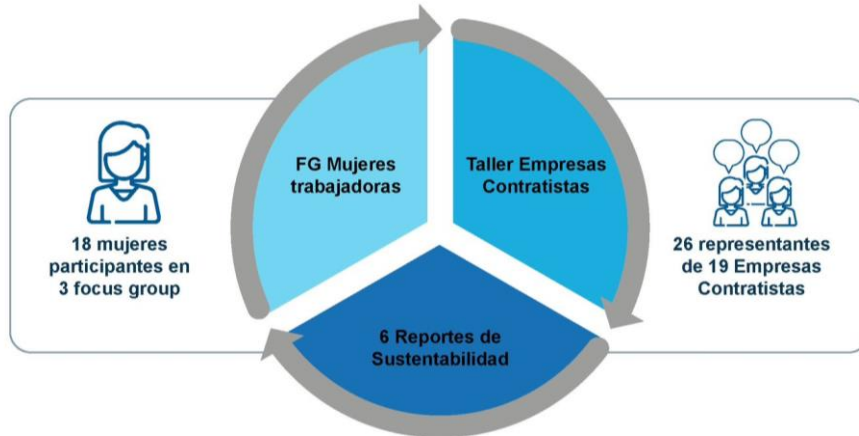 FG Mujeres
trabajadoras
Taller Empresas
Contratistas
18 mujeres
participantes en
3 focus group
26 representantes
de 19 Empresas
Contratistas
6 Reportes de
Sustentabilidad